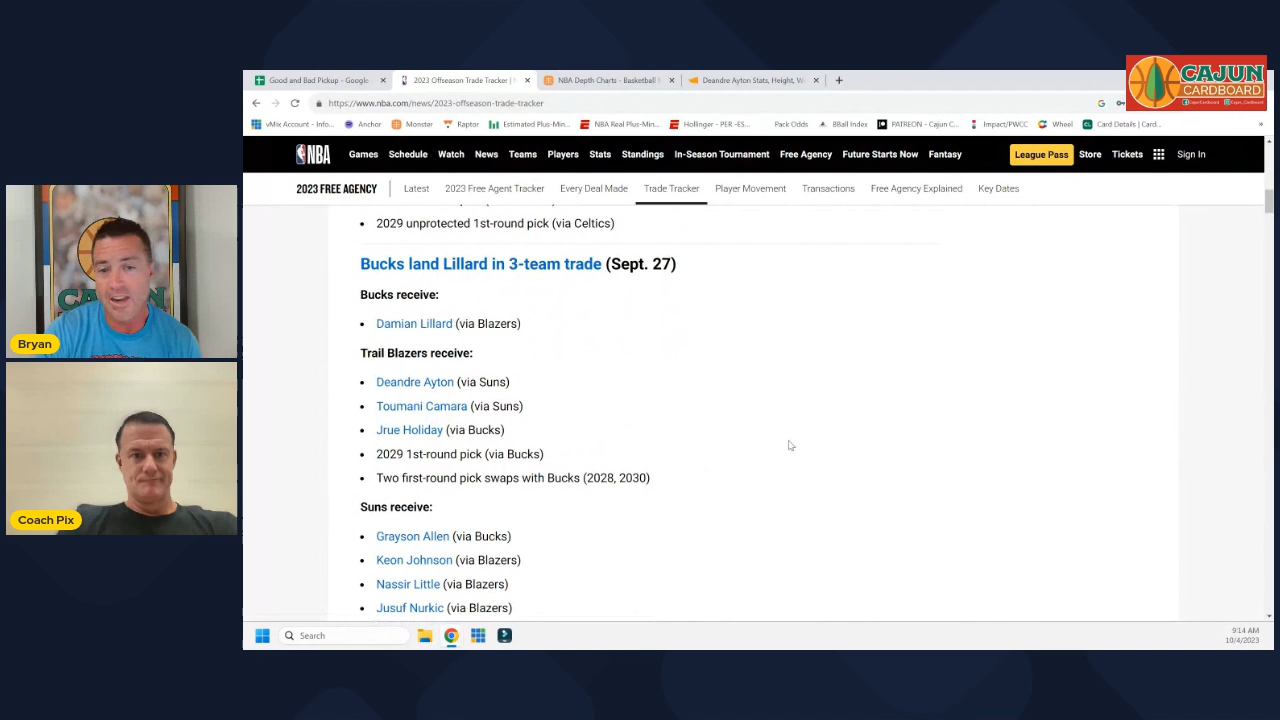 Good and Bad Pickup - Google
2023 Offseason Trade Tracker |
NBA Depth Charts - Basketball
Deandre Ayton Stats, Height, W
CAJUN
CARDBOARD
https://www.nba.com/news/2023-offseason-trade-tracker
vMix Account - Info...
Anchor
Monster
Raptor
Estimated Plus-Min...
NBA Real Plus-Min...
Hollinger - PER -ES...
Pack Odds
BBall Index
PATREON - Cajun C...
Impact/PWCC
Wheel
Card Details | Card...
»
NBA
Games
Schedule
Watch
News
Teams
Players
Stats
Standings
In-Season Tournament
Free Agency
Future Starts Now
Fantasy
League Pass
Store
Tickets
Sign In
2023 FREE AGENCY
Latest
2023 Free Agent Tracker
Every Deal Made
Trade Tracker
Player Movement
Transactions
Free Agency Explained
Key Dates
• 2029 unprotected 1st-round pick (via Celtics)
Bucks land Lillard in 3-team trade (Sept. 27)
Bucks receive:
• Damian Lillard (via Blazers)
Trail Blazers receive:
• Deandre Ayton (via Suns)
• Toumani Camara (via Suns)
• Jrue Holiday (via Bucks)
• 2029 1st-round pick (via Bucks)
• Two first-round pick swaps with Bucks (2028, 2030)
Suns receive:
• Grayson Allen (via Bucks)
• Keon Johnson (via Blazers)
• Nassir Little (via Blazers)
• Jusuf Nurkic (via Blazers)
Bryan
Coach Pix
Search
9:14 AM
10/4/2023